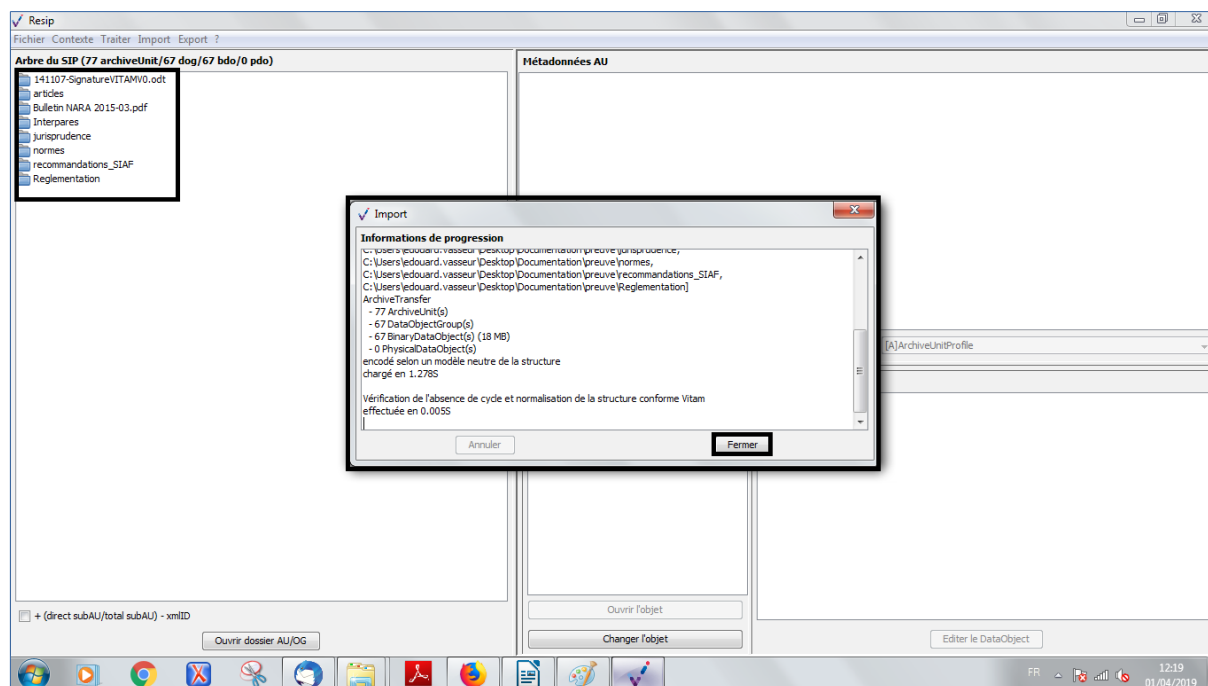 Resip
Fichier Contexte Traiter Import Export ?
Arbre du SIP (77 archiveUnit/67 dog/67 bdo/0 pdo)
141107-SignatureVITAMV0.odt
articles
Bulletin NARA 2015-03.pdf
Interpares
jurisprudence
normes
recommandations_SIAF
Reglementation
Métadonnées AU
Import
Informations de progression
C:\Users\edouard.vasseur\Desktop\Documentation\preuve\jurisprudence,
C:\Users\edouard.vasseur\Desktop\Documentation\preuve\normes,
C:\Users\edouard.vasseur\Desktop\Documentation\preuve\recommandations_SIAF,
C:\Users\edouard.vasseur\Desktop\Documentation\preuve\Reglementation]
ArchiveTransfer
- 77 ArchiveUnit(s)
- 67 DataObjectGroup(s)
- 67 BinaryDataObject(s) (18 MB)
- 0 PhysicalDataObject(s)
encodé selon un modèle neutre de la structure
chargé en 1.278S
Vérification de l'absence de cycle et normalisation de la structure conforme Vitam
effectuée en 0.005S
Annuler
Fermer
[A]ArchiveUnitProfile
+ (direct subAU/total subAU) - xmlID
Ouvrir dossier AU/OG
Ouvrir l'objet
Changer l'objet
Editer le DataObject
FR
12:19
01/04/2019